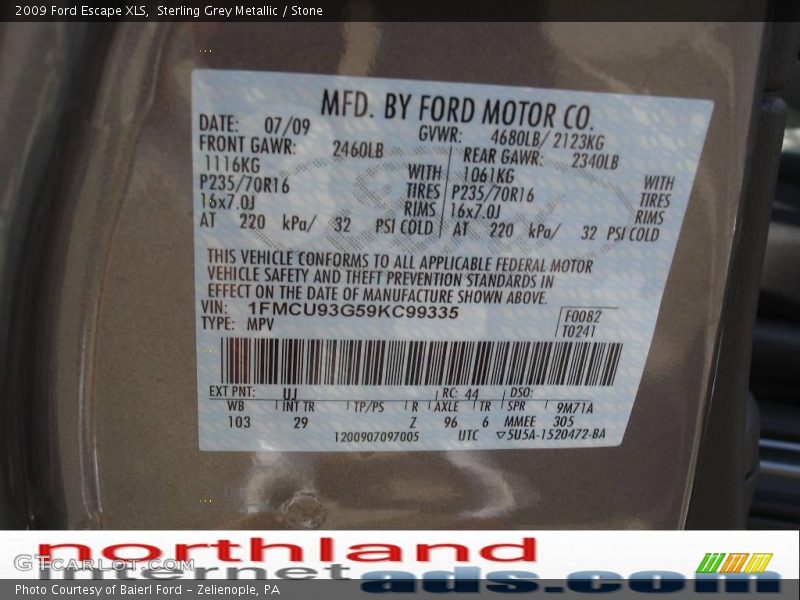 2009 Ford Escape XLS,  Sterling Grey Metallic / Stone
MFD. BY FORD MOTOR CO.
DATE: 07/09 GVWR: 4680LB/ 2123KG
FRONT GAWR: 2460LB REAR GAWR: 2340LB
1116KG WITH 1061KG WITH
P235/70R16 TIRES P235/70R16 TIRES
16x7.0J RIMS 16x7.0J RIMS
AT 220 kPa/ 32 PSI COLD AT 220 kPa/ 32 PSI COLD
THIS VEHICLE CONFORMS TO ALL APPLICABLE FEDERAL MOTOR
VEHICLE SAFETY AND THEFT PREVENTION STANDARDS IN
EFFECT ON THE DATE OF MANUFACTURE SHOWN ABOVE.
VIN: 1FMCU93G59KC99335 F0082
TYPE: MPV T0241
EXT PNT: UJ RC: 44 DSO:
WB INT TR TP/PS R AXLE TR SPR 9M71A
103 29 Z 96 6 MMEE 305
1200907097005 UTC ▽5U5A-1520472-BA
northland
GTCARLOT.COM
internet ads.com
Photo Courtesy of Baierl Ford - Zelienople, PA